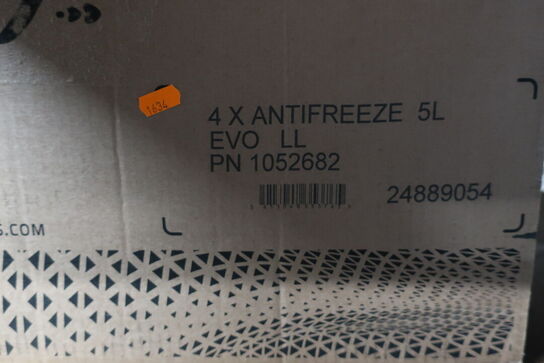 1634
4 X ANTIFREEZE 5L
EVO LL
PN 1052682
24889054
S.COM